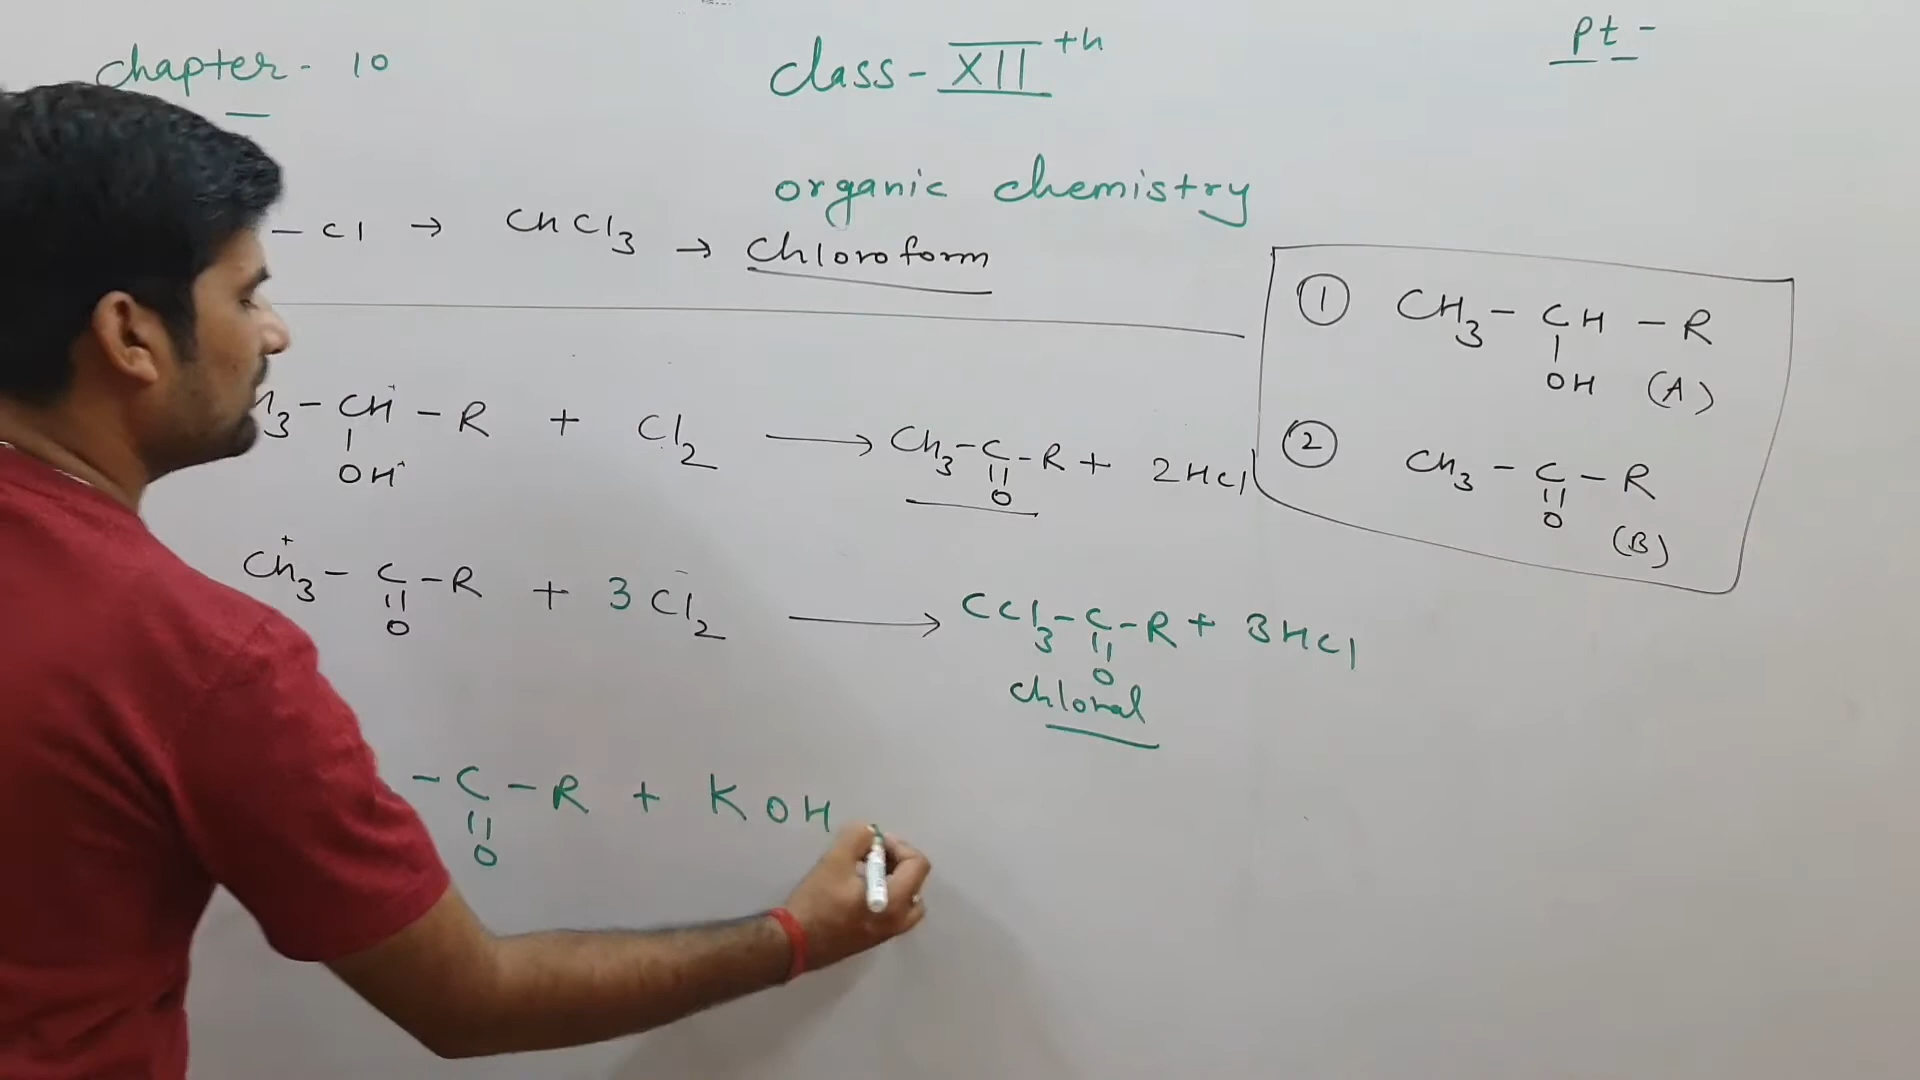 chapter - 10
class - XII th
pt -
organic chemistry
- Cl → CHCl3 → Chloroform
① CH3 - CH - R
OH (A)
② CH3 - C - R
O
(B)
3 - CH - R + Cl2 → CH3 - C - R + 2HCl
OH
O
CH3 - C - R + 3Cl2 → CCl3 - C - R + 3HCl
O
O
chloral
- C - R + KOH
O